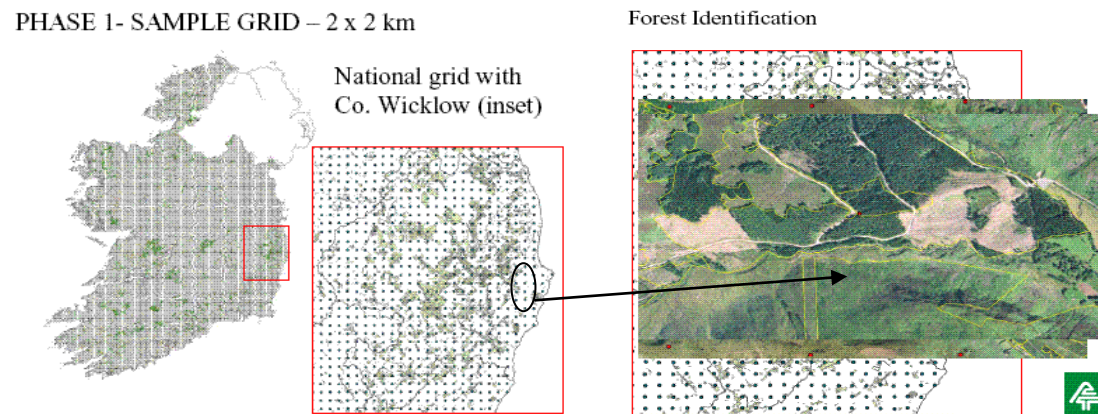 PHASE 1- SAMPLE GRID – 2 x 2 km
Forest Identification
National grid with
Co. Wicklow (inset)